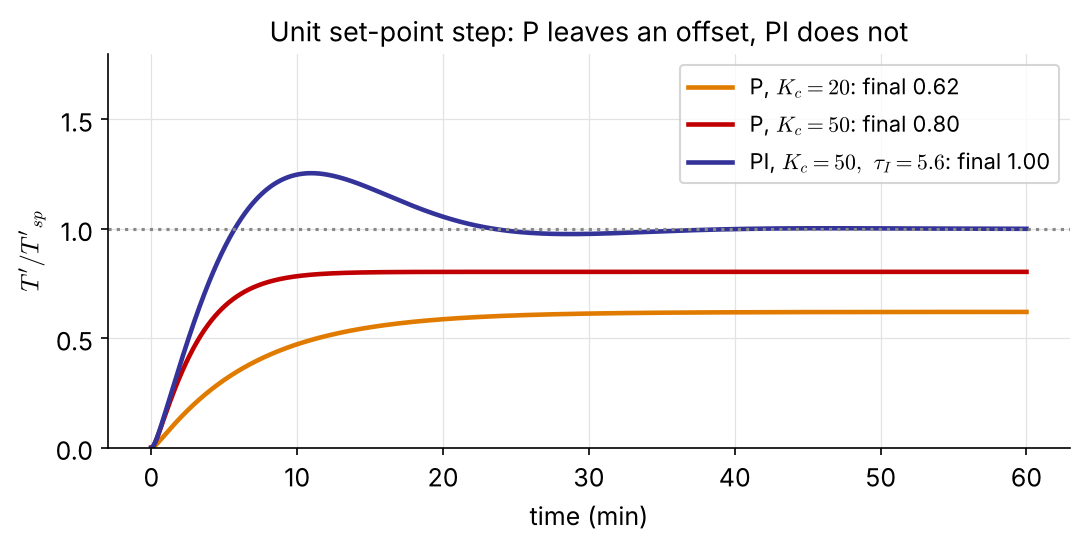 Unit set-point step: P leaves an offset, PI does not
P, K_c = 20: final 0.62
P, K_c = 50: final 0.80
PI, K_c = 50, τ_I = 5.6: final 1.00
T′/T′_sp
1.5
1.0
0.5
0.0
0 10 20 30 40 50 60
time (min)